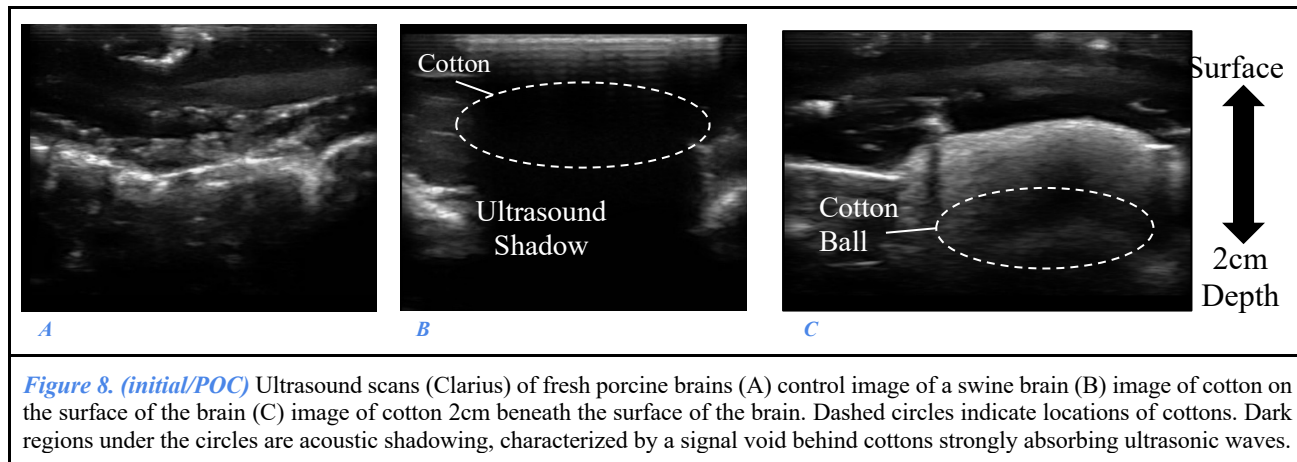 Cotton
Ultrasound
Shadow
Cotton
Ball
Surface
2cm
Depth
A
B
C
Figure 8. (initial/POC) Ultrasound scans (Clarius) of fresh porcine brains (A) control image of a swine brain (B) image of cotton on
the surface of the brain (C) image of cotton 2cm beneath the surface of the brain. Dashed circles indicate locations of cottons. Dark
regions under the circles are acoustic shadowing, characterized by a signal void behind cottons strongly absorbing ultrasonic waves.